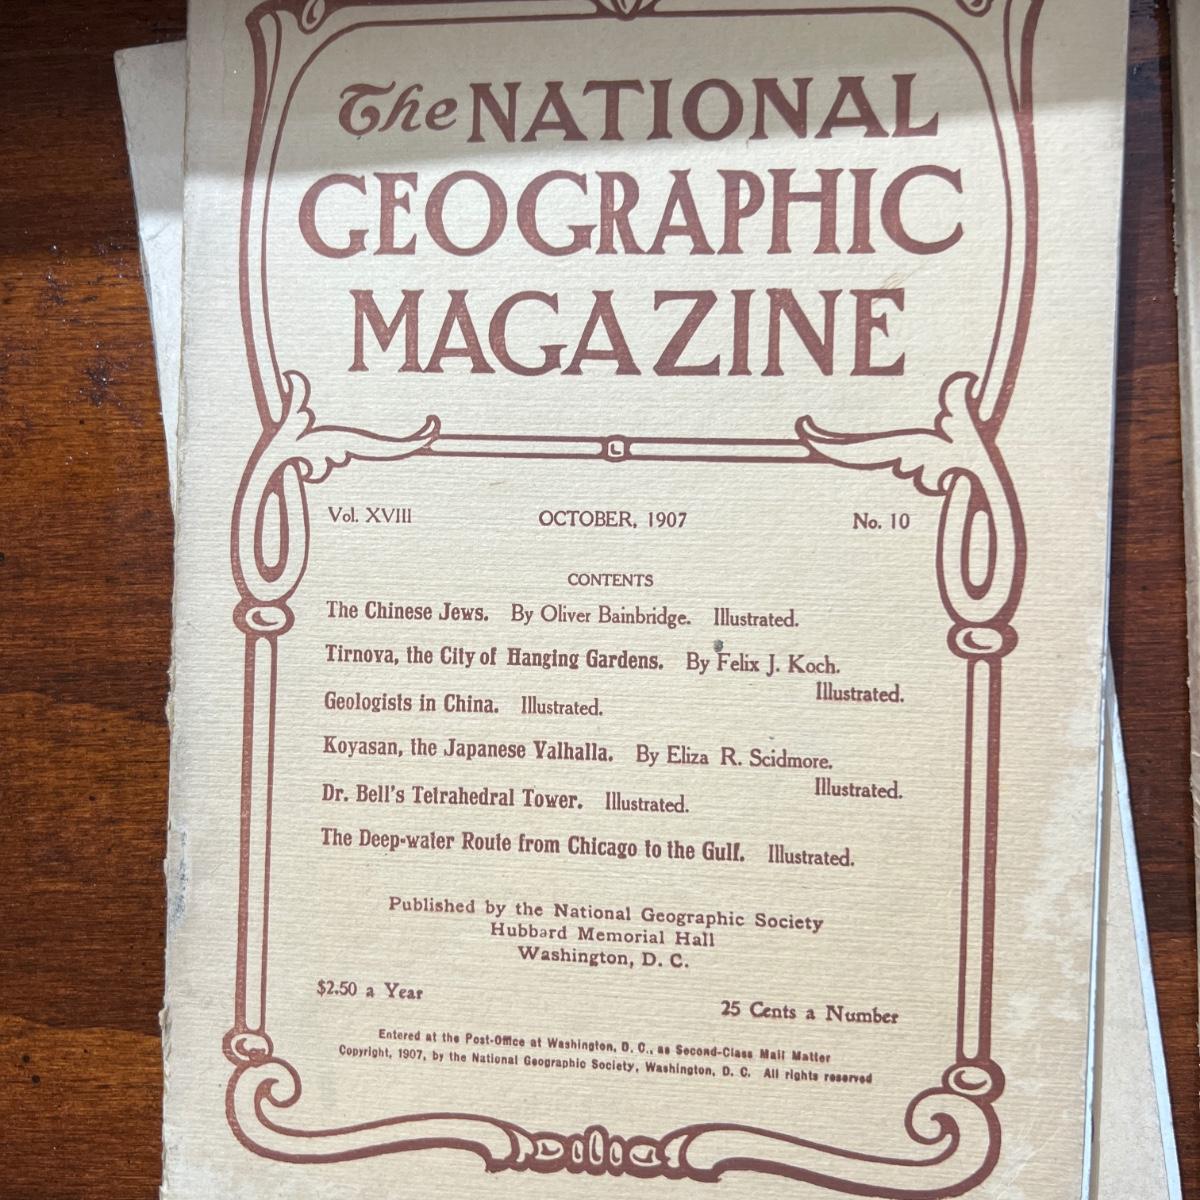 The NATIONAL
GEOGRAPHIC
MAGAZINE
Vol. XVIII OCTOBER, 1907 No. 10
CONTENTS
The Chinese Jews. By Oliver Bainbridge. Illustrated.
Tirnova, the City of Hanging Gardens. By Felix J. Koch.
Illustrated.
Geologists in China. Illustrated.
Koyasan, the Japanese Valhalla. By Eliza R. Scidmore.
Illustrated.
Dr. Bell's Tetrahedral Tower. Illustrated.
The Deep-water Route from Chicago to the Gulf. Illustrated.
Published by the National Geographic Society
Hubbard Memorial Hall
Washington, D. C.
$2.50 a Year
25 Cents a Number
Entered at the Post-Office at Washington, D. C., as Second-Class Mail Matter
Copyright, 1907, by the National Geographic Society, Washington, D. C. All rights reserved